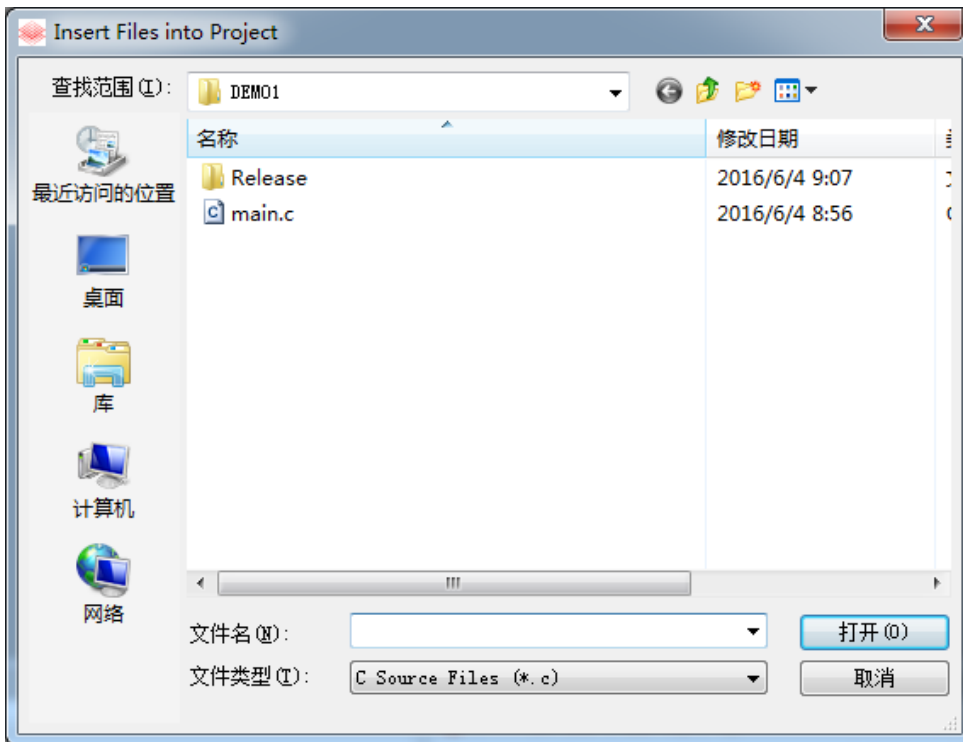 Insert Files into Project
查找范围(I):
DEMO1
名称
修改日期
Release
2016/6/4 9:07
main.c
2016/6/4 8:56
最近访问的位置
桌面
库
计算机
网络
文件名(N):
打开(O)
文件类型(T):
C Source Files (*.c)
取消